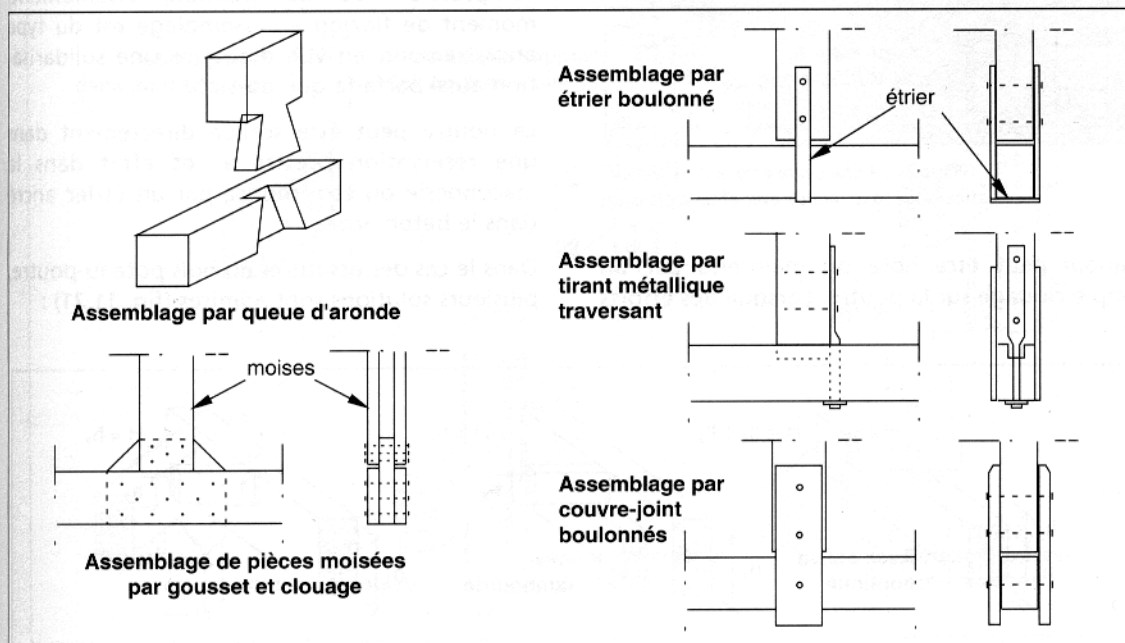 Assemblage par queue d'aronde
moises
Assemblage de pièces moisées
par gousset et clouage
Assemblage par
étrier boulonné
étrier
Assemblage par
tirant métallique
traversant
Assemblage par
couvre-joint
boulonnés